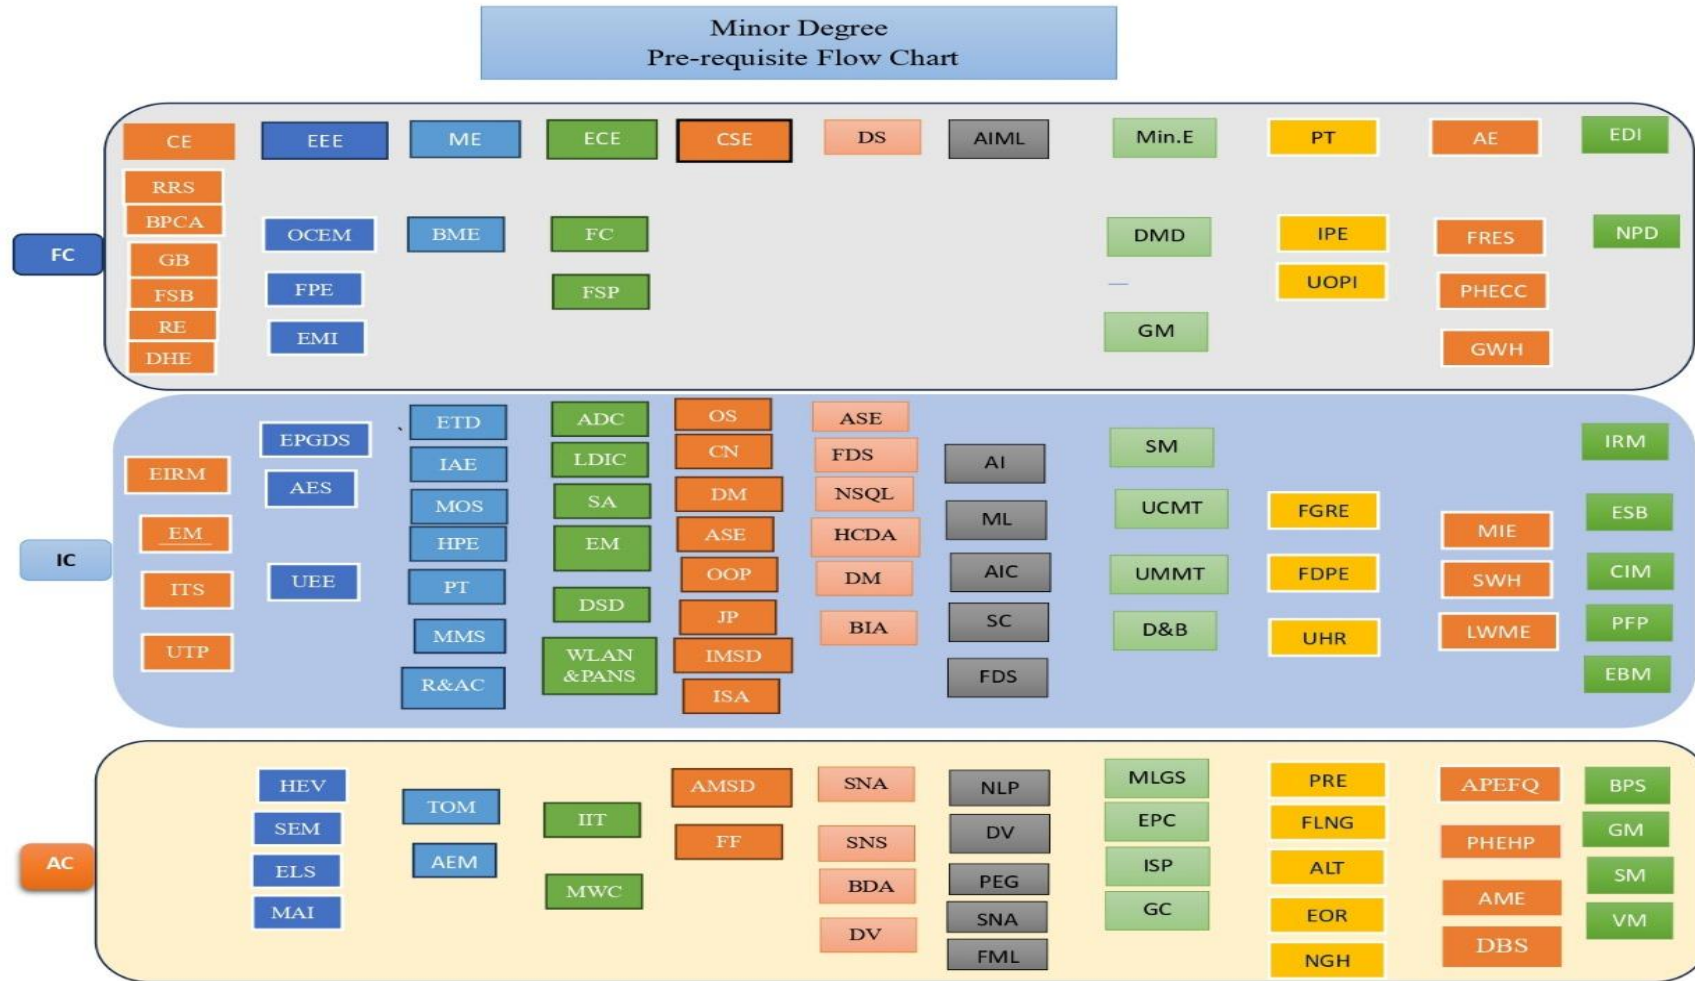 Minor Degree
Pre-requisite Flow Chart
CE EEE ME ECE CSE DS AIML Min.E PT AE EDI
RRS
BPCA OCEM BME FC DMD IPE FRES NPD
FC
GB
FSB FPE FSP — UOPI PHECC
RE EMI GM GWH
DHE
ETD ADC OS ASE
EPGDS IAE LDIC CN FDS AI SM IRM
EIRM AES MOS SA DM NSQL ML UCMT FGRE ESB
EM HPE EM ASE HCDA MIE
IC
ITS UEE PT DSD OOP DM AIC UMMT FDPE SWH CIM
UTP MMS WLAN JP BIA SC D&B UHR LWME PFP
&PANS IMSD
R&AC ISA FDS EBM
HEV TOM IIT AMSD SNA NLP MLGS PRE APEFQ BPS
SEM AEM FF SNS DV EPC FLNG PHEHP GM
AC
ELS MWC BDA PEG ISP ALT AME SM
MAI DV SNA GC EOR DBS VM
FML NGH